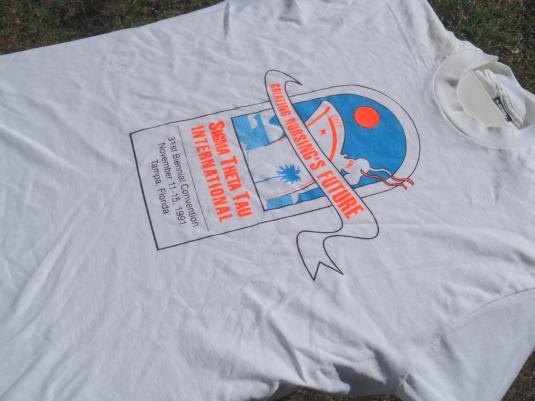 CREATING NURSING'S FUTURE
SIGMA THETA TAU
INTERNATIONAL
31st Biennial Convention
November 11-15, 1991
Tampa, Florida